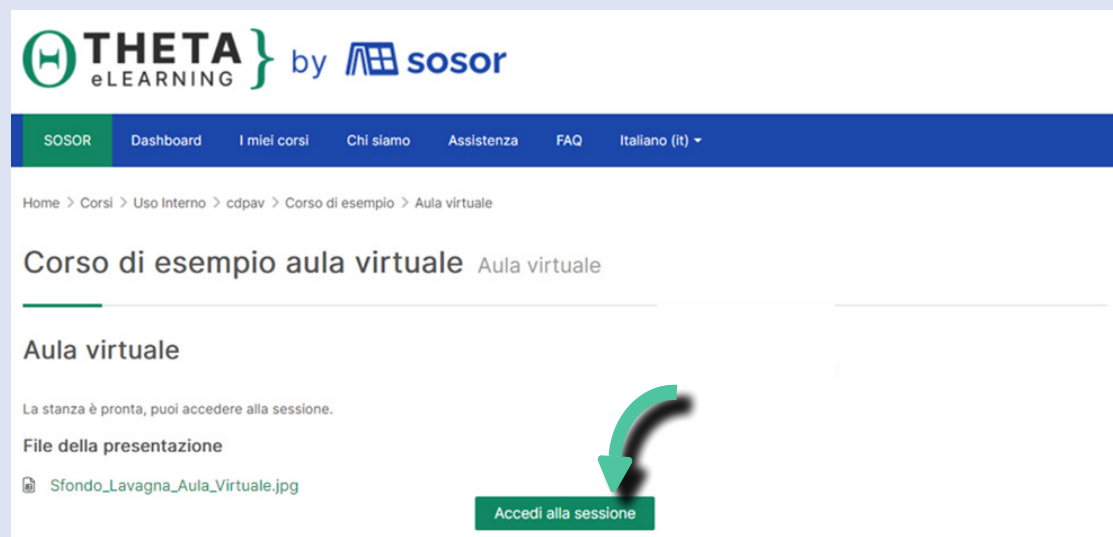 THETA
eLEARNING
by sosor
SOSOR Dashboard I miei corsi Chi siamo Assistenza FAQ Italiano (it)
Home > Corsi > Uso Interno > cdpav > Corso di esempio > Aula virtuale
Corso di esempio aula virtuale Aula virtuale
Aula virtuale
La stanza è pronta, puoi accedere alla sessione.
File della presentazione
Sfondo_Lavagna_Aula_Virtuale.jpg
Accedi alla sessione